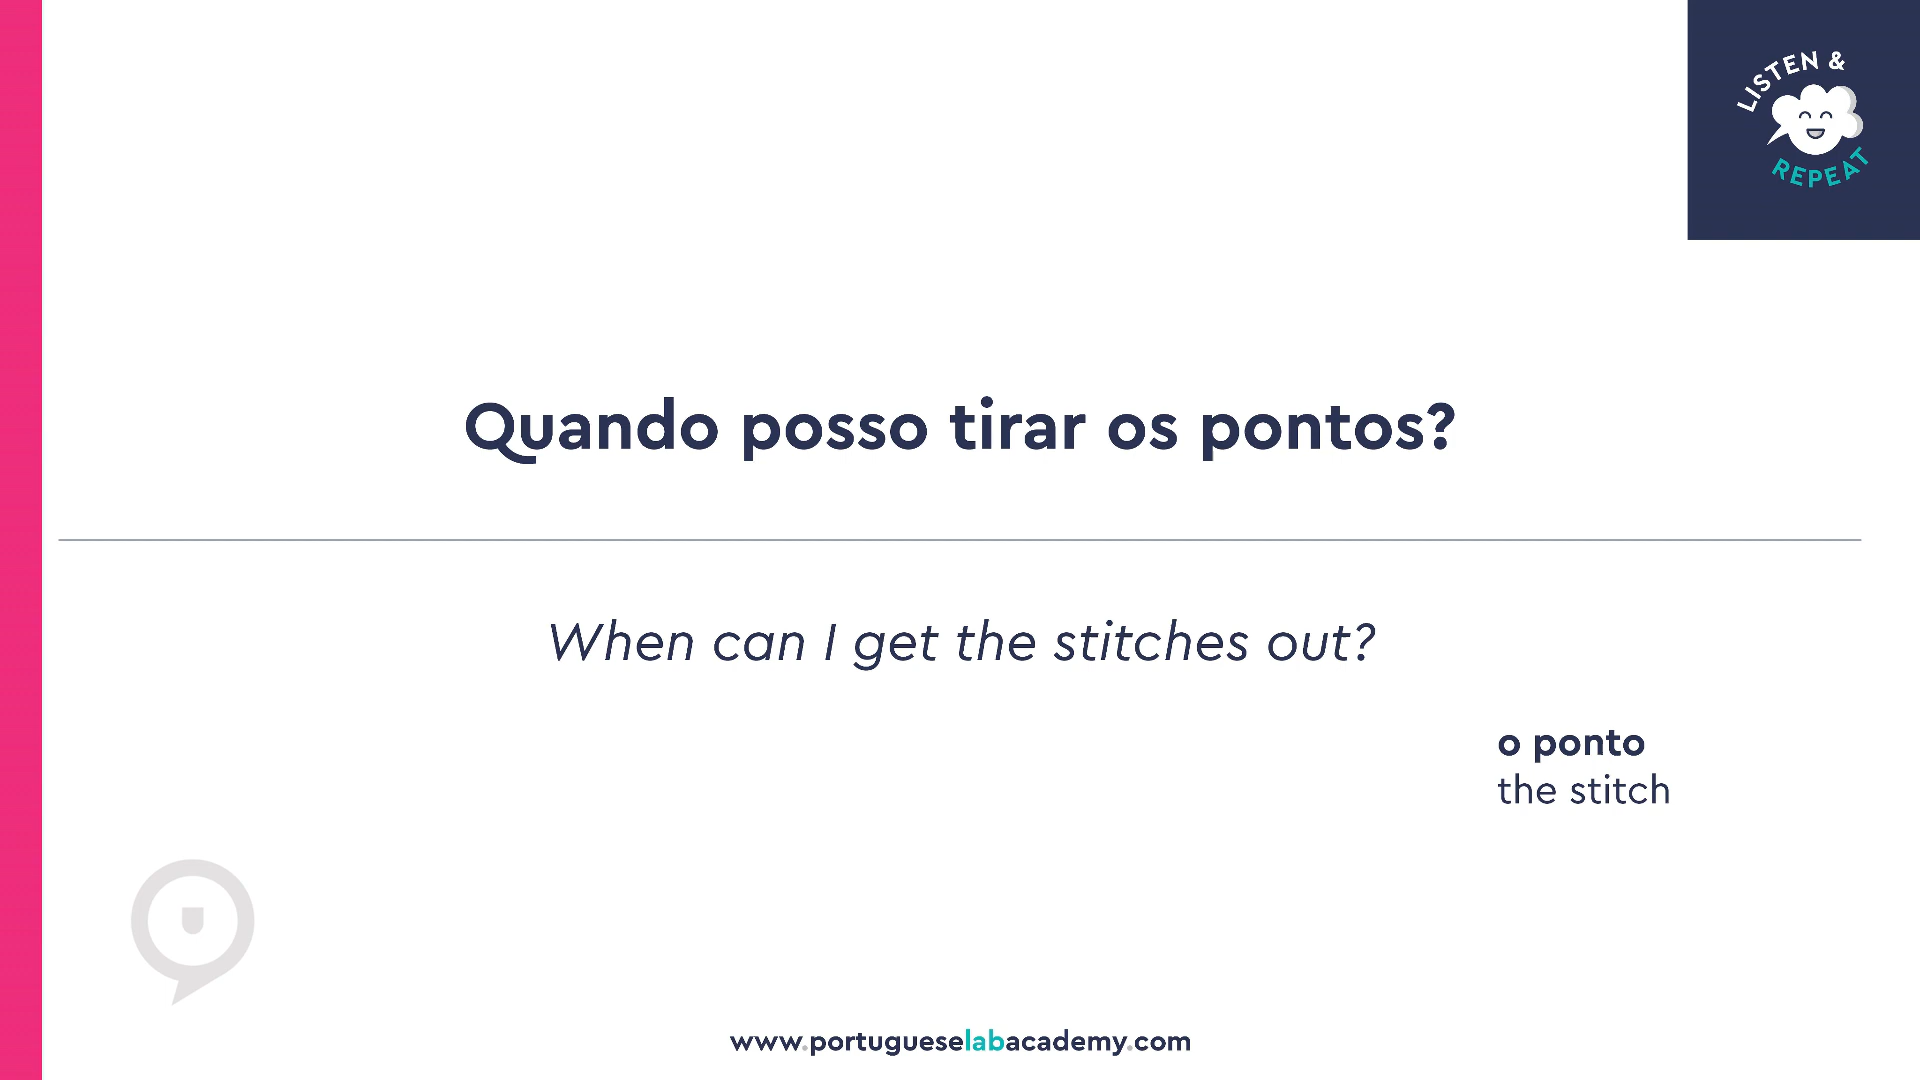 LISTEN &
REPEAT
Quando posso tirar os pontos?
When can I get the stitches out?
o ponto
the stitch
www.portugueselabacademy.com